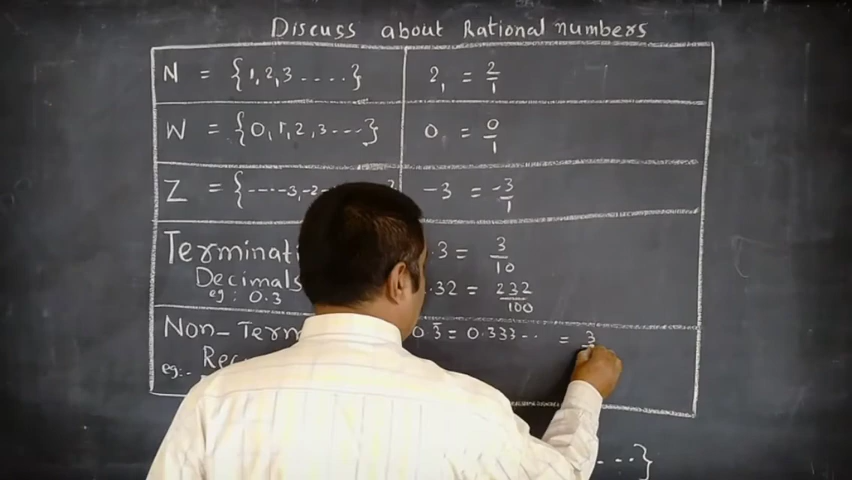 Discuss about Rational numbers
N = {1, 2, 3 .....}
2, = 2/1
W = {0, 1, 2, 3 ....}
0 = 0/1
Z = {.....-3, -2
-3 = -3/1
Terminati
.3 = 3/10
Decimals
eg: 0.3
.32 = 232/100
Non-Term
0.3̅ = 0.333.. = 3
Rec
eg:-
... }